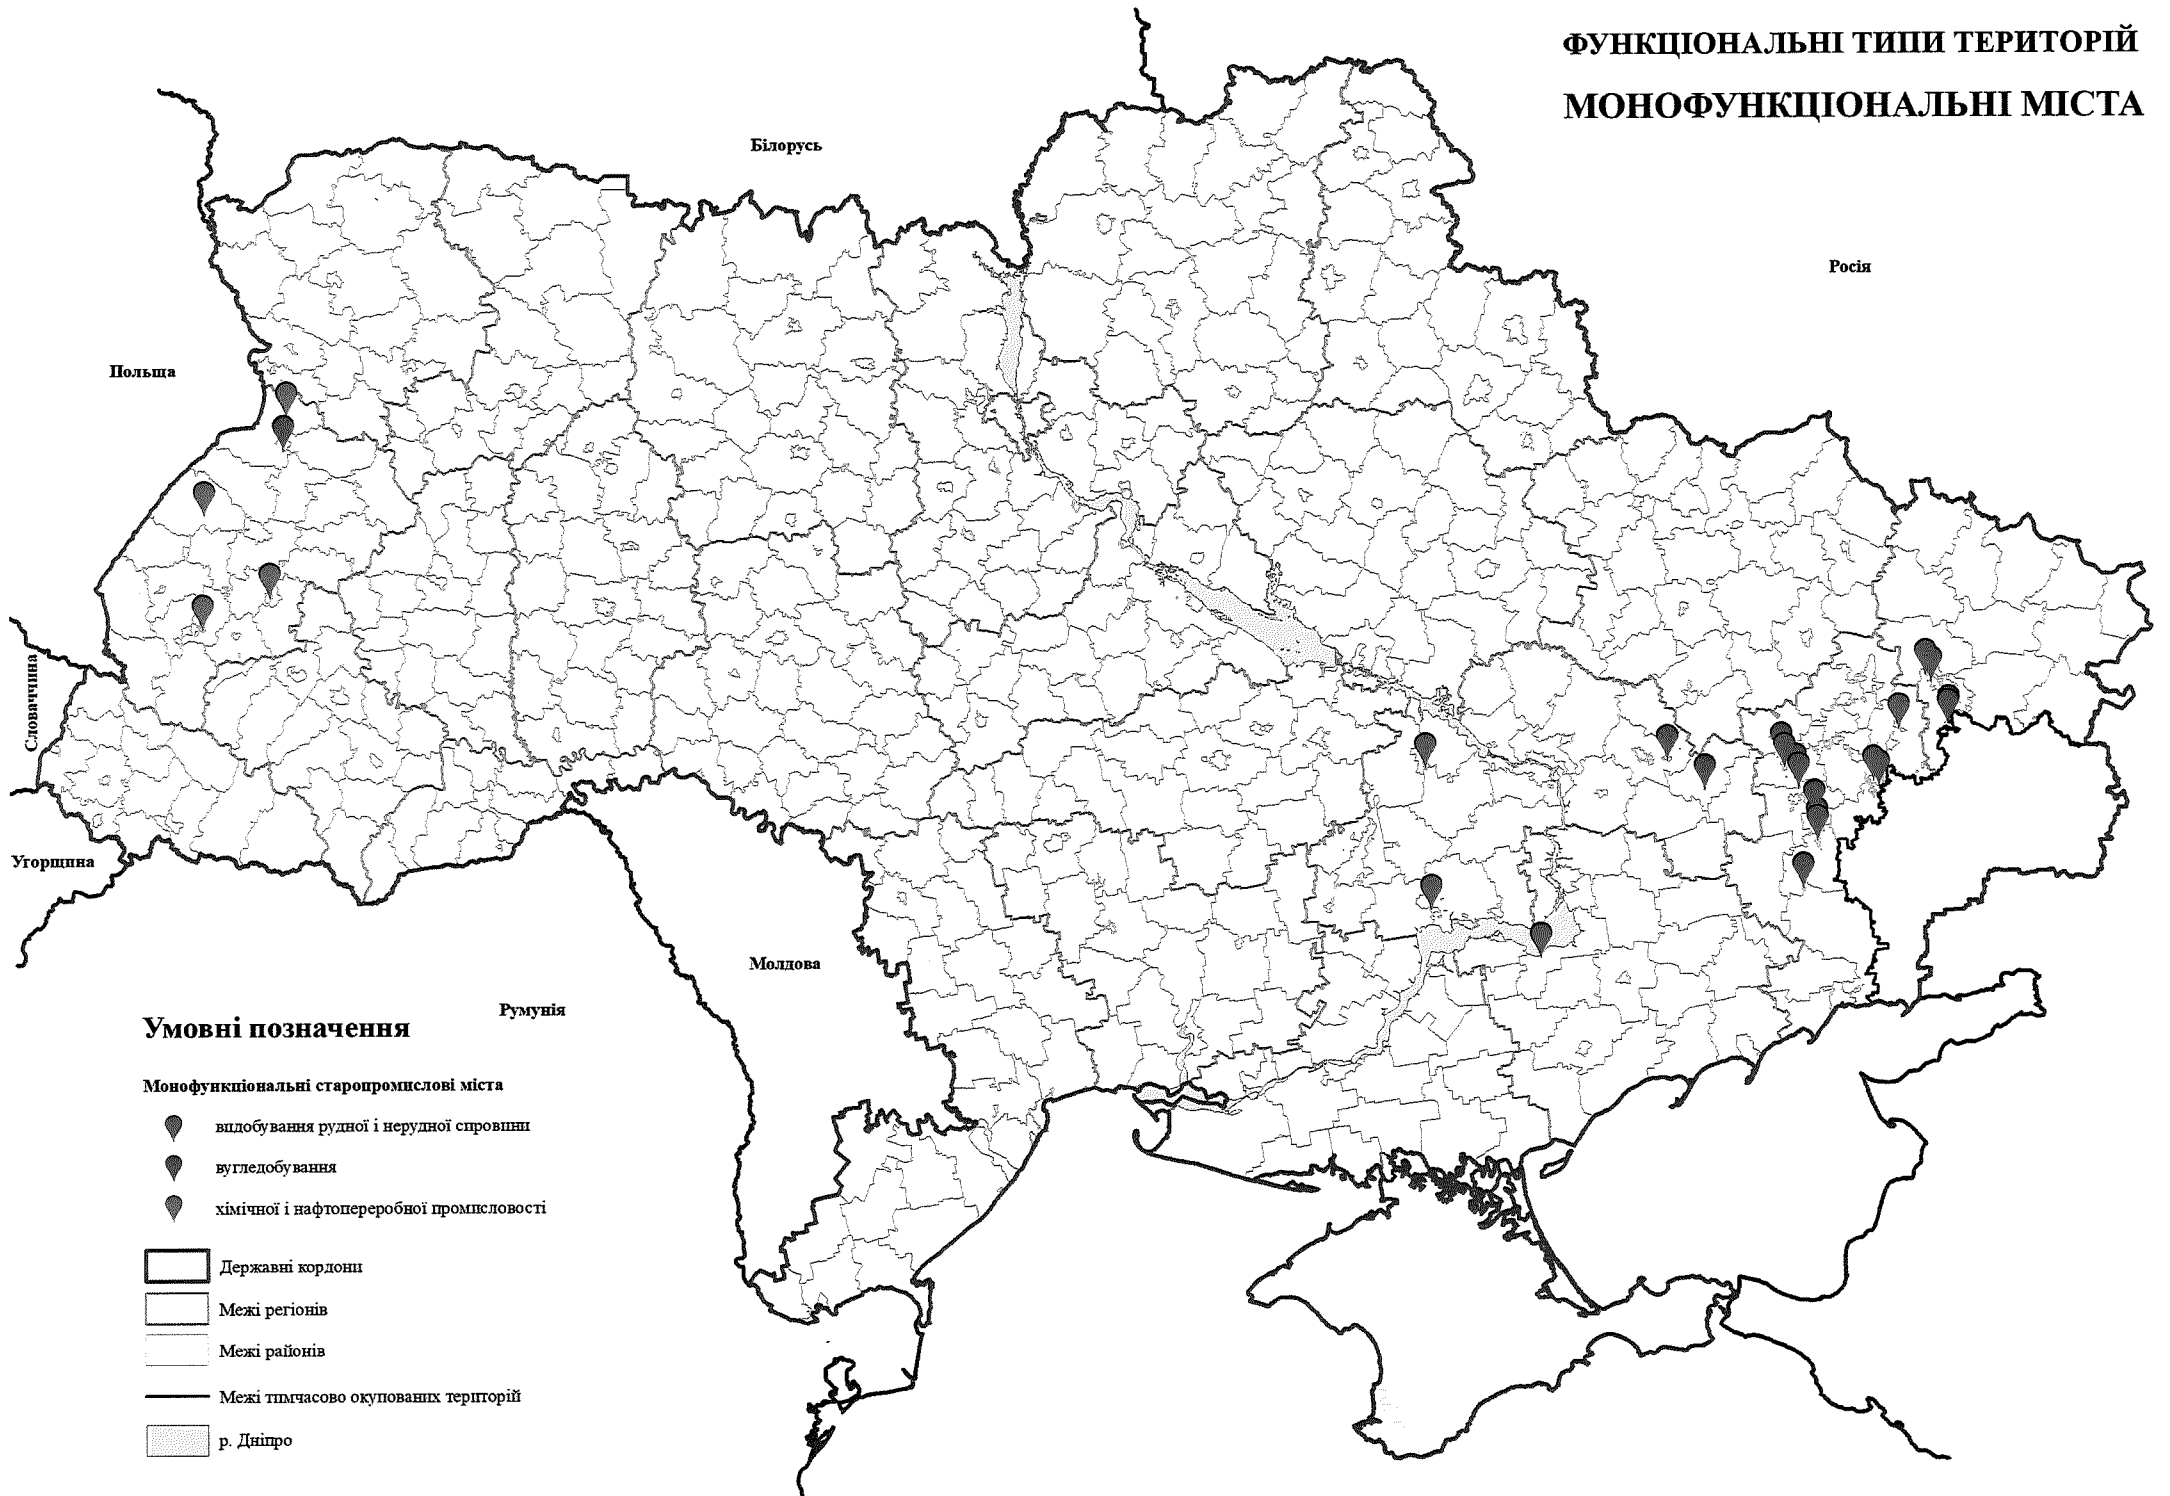 ФУНКЦІОНАЛЬНІ ТИПИ ТЕРИТОРІЙ
МОНОФУНКЦІОНАЛЬНІ МІСТА
Білорусь
Росія
Польща
Словаччина
Угорщина
Молдова
Румунія
Умовні позначення
Монофункціональні старопромислові міста
видобування рудної і нерудної сировини
вугледобування
хімічної і нафтопереробної промисловості
Державні кордони
Межі регіонів
Межі районів
Межі тимчасово окупованих територій
р. Дніпро